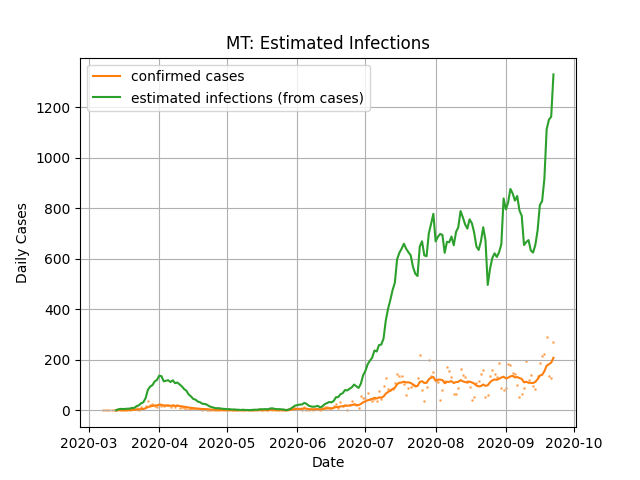 MT: Estimated Infections
confirmed cases
estimated infections (from cases)
Daily Cases
1200
1000
800
600
400
200
0
2020-03 2020-04 2020-05 2020-06 2020-07 2020-08 2020-09 2020-10
Date